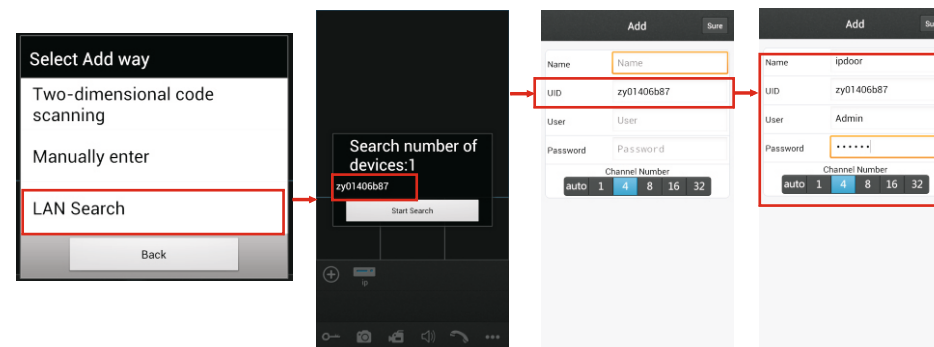 Select Add way
Two-dimensional code
scanning
Manually enter
LAN Search
Back
Search number of
devices:1
zy01406b87
Start Search
ip
Add
Sure
Name
Name
UID
zy01406b87
User
User
Password
Password
Channel Number
auto 1 4 8 16 32
Add
Su
Name
ipdoor
UID
zy01406b87
User
Admin
Password
••••••
Channel Number
auto 1 4 8 16 32